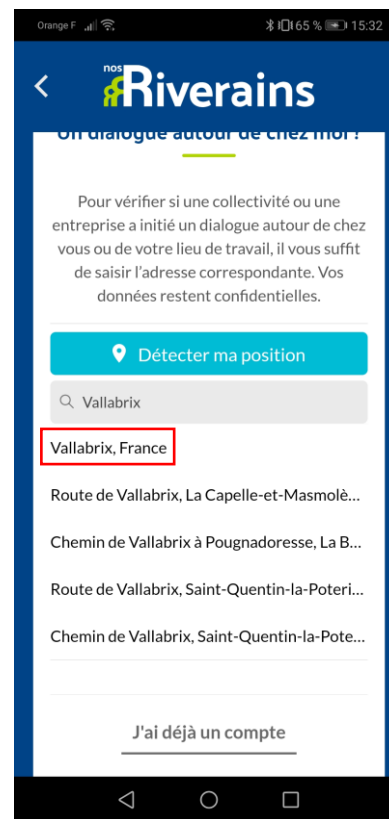 Orange F 65 % 15:32
nos
Riverains
Un dialogue autour de chez moi ?
Pour vérifier si une collectivité ou une
entreprise a initié un dialogue autour de chez
vous ou de votre lieu de travail, il vous suffit
de saisir l'adresse correspondante. Vos
données restent confidentielles.
Détecter ma position
Vallabrix
Vallabrix, France
Route de Vallabrix, La Capelle-et-Masmolè...
Chemin de Vallabrix à Pougnadoresse, La B...
Route de Vallabrix, Saint-Quentin-la-Poteri...
Chemin de Vallabrix, Saint-Quentin-la-Pote...
J'ai déjà un compte